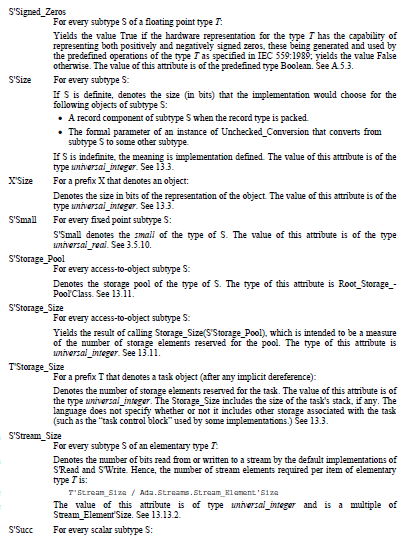 S'Signed_Zeros
For every subtype S of a floating point type T:
Yields the value True if the hardware representation for the type T has the capability of
representing both positively and negatively signed zeros, these being generated and used by
the predefined operations of the type T as specified in IEC 559:1989; yields the value False
otherwise. The value of this attribute is of the predefined type Boolean. See A.5.3.
S'Size For every subtype S:
If S is definite, denotes the size (in bits) that the implementation would choose for the
following objects of subtype S:
• A record component of subtype S when the record type is packed.
• The formal parameter of an instance of Unchecked_Conversion that converts from
subtype S to some other subtype.
If S is indefinite, the meaning is implementation defined. The value of this attribute is of the
type universal_integer. See 13.3.
X'Size For a prefix X that denotes an object:
Denotes the size in bits of the representation of the object. The value of this attribute is of the
type universal_integer. See 13.3.
S'Small For every fixed point subtype S:
S'Small denotes the small of the type of S. The value of this attribute is of the type
universal_real. See 3.5.10.
S'Storage_Pool
For every access-to-object subtype S:
Denotes the storage pool of the type of S. The type of this attribute is Root_Storage_-
Pool'Class. See 13.11.
S'Storage_Size
For every access-to-object subtype S:
Yields the result of calling Storage_Size(S'Storage_Pool), which is intended to be a measure
of the number of storage elements reserved for the pool. The type of this attribute is
universal_integer. See 13.11.
T'Storage_Size
For a prefix T that denotes a task object (after any implicit dereference):
Denotes the number of storage elements reserved for the task. The value of this attribute is of
the type universal_integer. The Storage_Size includes the size of the task's stack, if any. The
language does not specify whether or not it includes other storage associated with the task
(such as the "task control block" used by some implementations.) See 13.3.
S'Stream_Size
For every subtype S of an elementary type T:
Denotes the number of bits read from or written to a stream by the default implementations of
S'Read and S'Write. Hence, the number of stream elements required per item of elementary
type T is:
T'Stream_Size / Ada.Streams.Stream_Element'Size
The value of this attribute is of type universal_integer and is a multiple of
Stream_Element'Size. See 13.13.2.
S'Succ For every scalar subtype S: